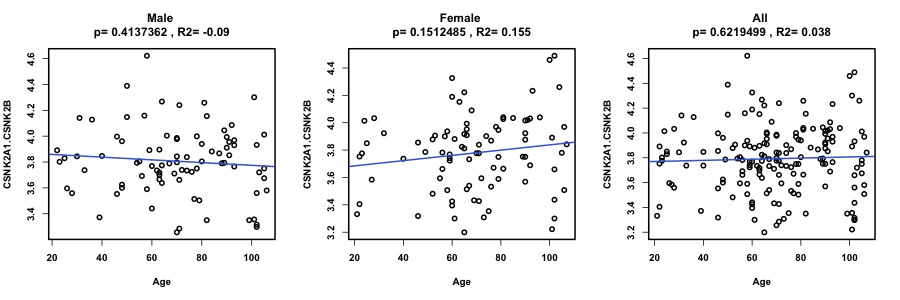 Male
p= 0.4137362 , R2= -0.09
CSNK2A1.CSNK2B
4.6
4.4
4.2
4.0
3.8
3.6
3.4
20 40 60 80 100
Age
Female
p= 0.1512485 , R2= 0.155
CSNK2A1.CSNK2B
4.4
4.2
4.0
3.8
3.6
3.4
3.2
20 40 60 80 100
Age
All
p= 0.6219499 , R2= 0.038
CSNK2A1.CSNK2B
4.6
4.4
4.2
4.0
3.8
3.6
3.4
3.2
20 40 60 80 100
Age